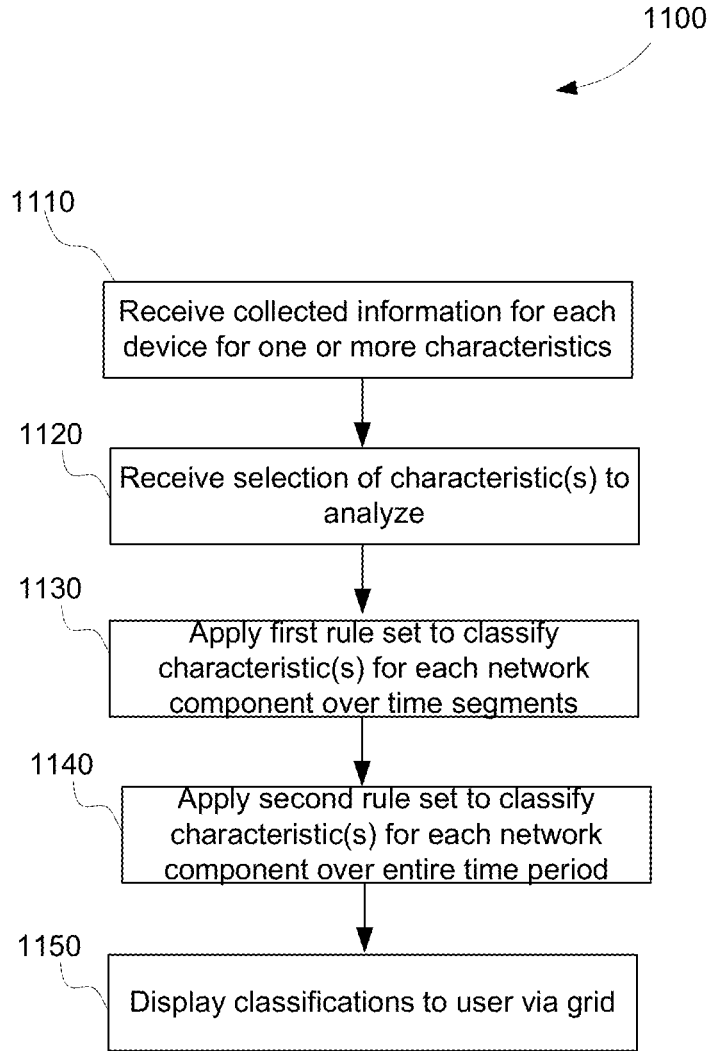 1100
1110
Receive collected information for each
device for one or more characteristics
1120
Receive selection of characteristic(s) to
analyze
1130
Apply first rule set to classify
characteristic(s) for each network
component over time segments
1140
Apply second rule set to classify
characteristic(s) for each network
component over entire time period
1150
Display classifications to user via grid